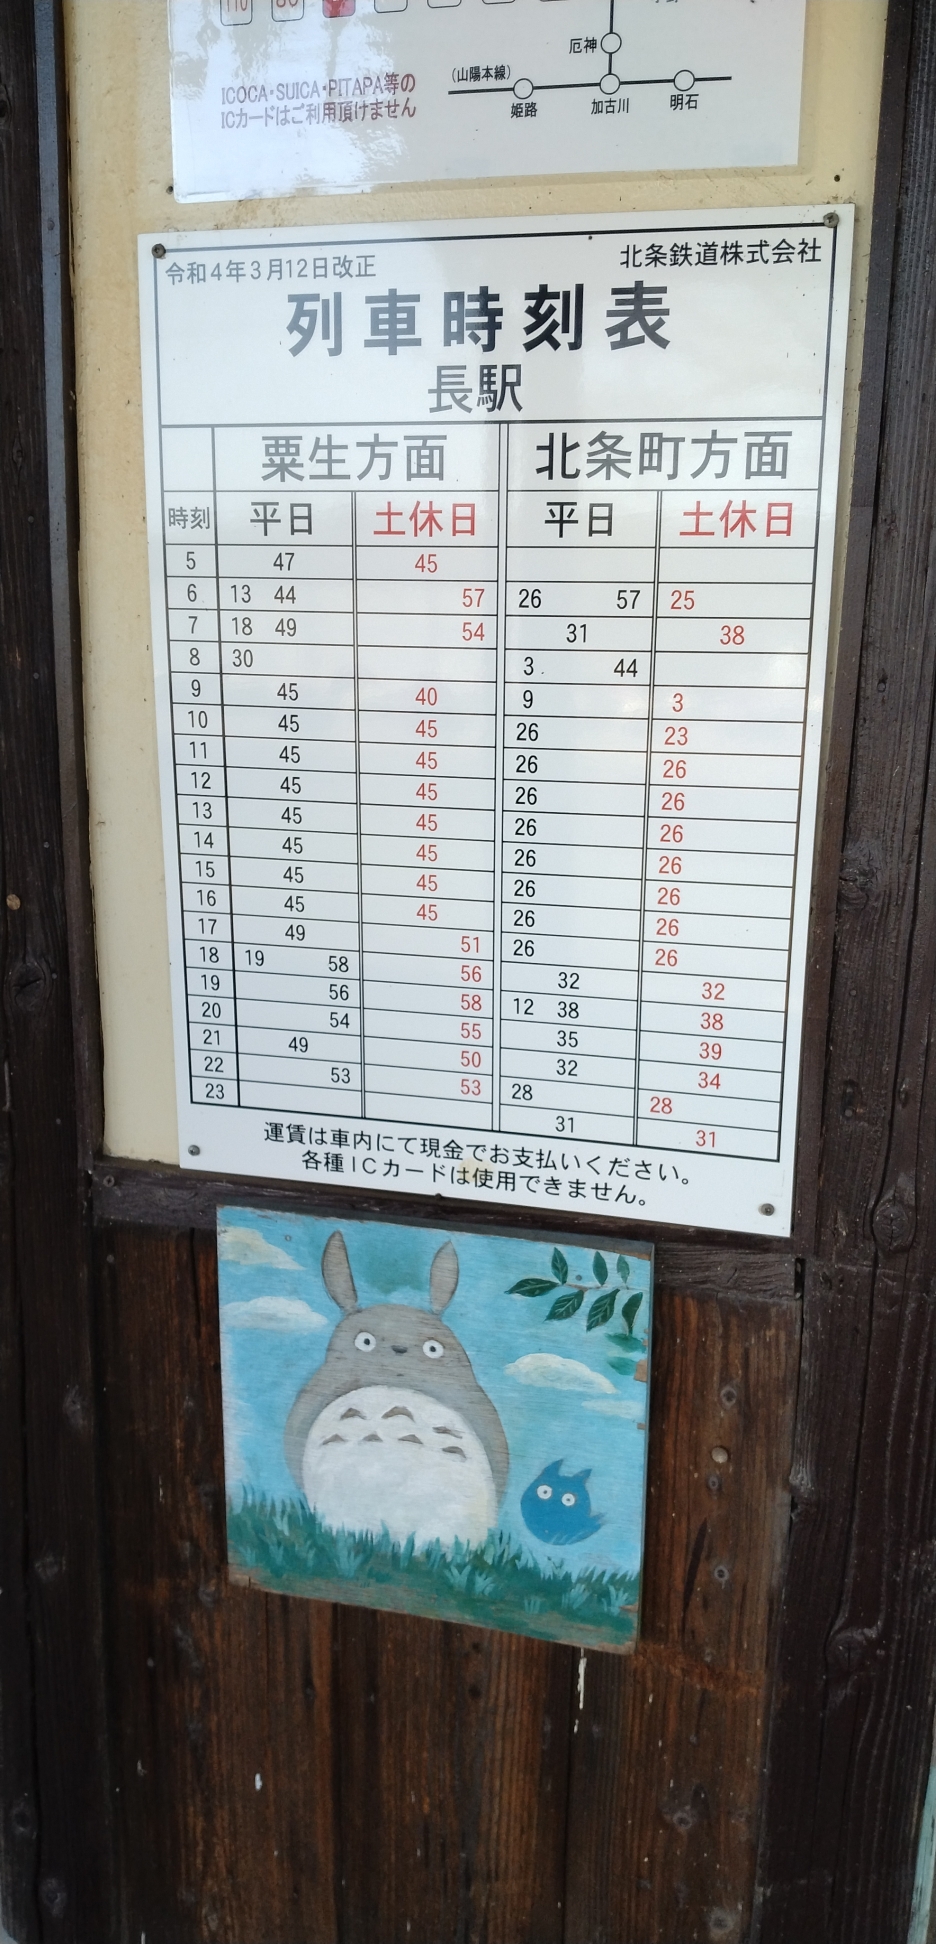 厄神
(山陽本線)
姫路 加古川 明石
ICOCA・SUICA・PITAPA等の
ICカードはご利用頂けません
令和4年3月12日改正 北条鉄道株式会社
列車時刻表
長駅
粟生方面 北条町方面
時刻 平日 土休日 平日 土休日
5 47 45
6 13 44 57 26 57 25
7 18 49 54 31 38
8 30 3 44
9 45 40 9 3
10 45 45 26 23
11 45 45 26 26
12 45 45 26 26
13 45 45 26 26
14 45 45 26 26
15 45 45 26 26
16 45 45 26 26
17 49 51 26 26
18 19 58 56 32 32
19 56 58 12 38 38
20 54 55 35 39
21 49 50 32 34
22 53 53 28 28
23 31 31
運賃は車内にて現金でお支払いください。
各種ICカードは使用できません。